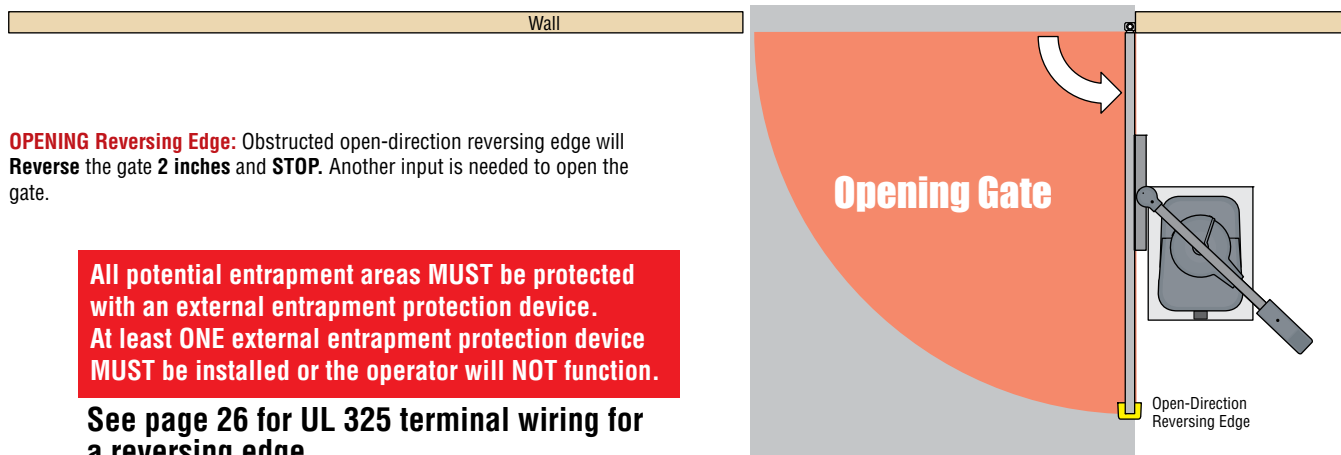 Wall
OPENING Reversing Edge: Obstructed open-direction reversing edge will
Reverse the gate 2 inches and STOP. Another input is needed to open the
gate.
All potential entrapment areas MUST be protected
with an external entrapment protection device.
At least ONE external entrapment protection device
MUST be installed or the operator will NOT function.
See page 26 for UL 325 terminal wiring for
a reversing edge
Opening Gate
Open-Direction
Reversing Edge